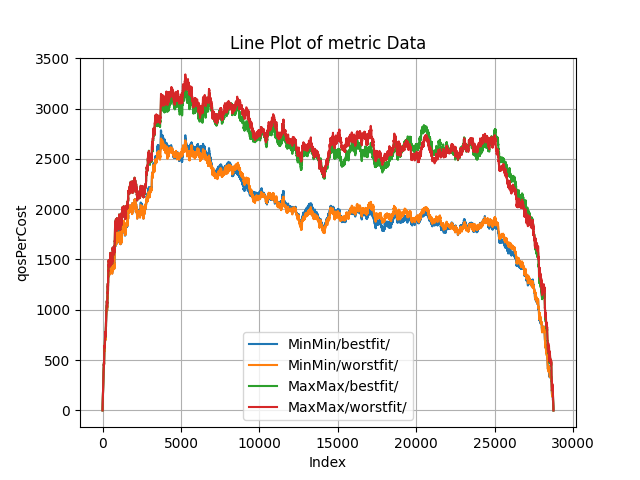 Line Plot of metric Data
3500
3000
2500
2000
1500
1000
500
0
qosPerCost
MinMin/bestfit/
MinMin/worstfit/
MaxMax/bestfit/
MaxMax/worstfit/
0 5000 10000 15000 20000 25000 30000
Index